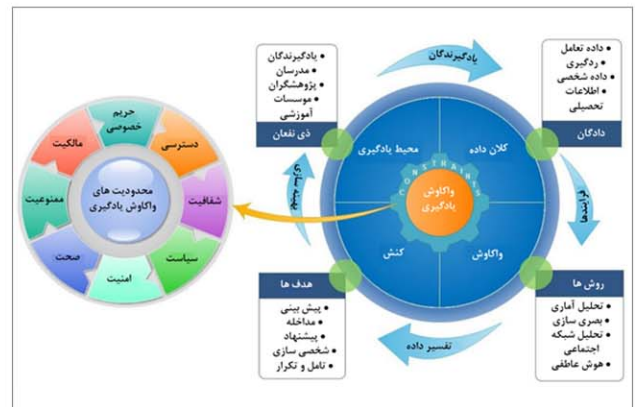 یادگیرندگان
• یادگیرندگان
• مدرسان
• پژوهشگران
• موسسات
آموزشی
ذی نفعان
• داده تعامل
• ردگیری
• داده شخصی
• اطلاعات
تحصیلی
دادگان
فرایندها
• روش ها
• تحلیل آماری
• بصری سازی
• تحلیل شبکه
اجتماعی
• هوش عاطفی
تفسیر داده
هدف ها
• پیش بینی
• مداخله
• پیشنهاد
• شخصی سازی
• تامل و تکرار
بهینه سازی
کلان داده
محیط یادگیری
واکاوش
کنش
CONSTRAINTS
واکاوش
یادگیری
محدودیت های
واکاوش یادگیری
حریم
خصوصی
دسترسی
شفافیت
سیاست
امنیت
صحت
ممنوعیت
مالکیت